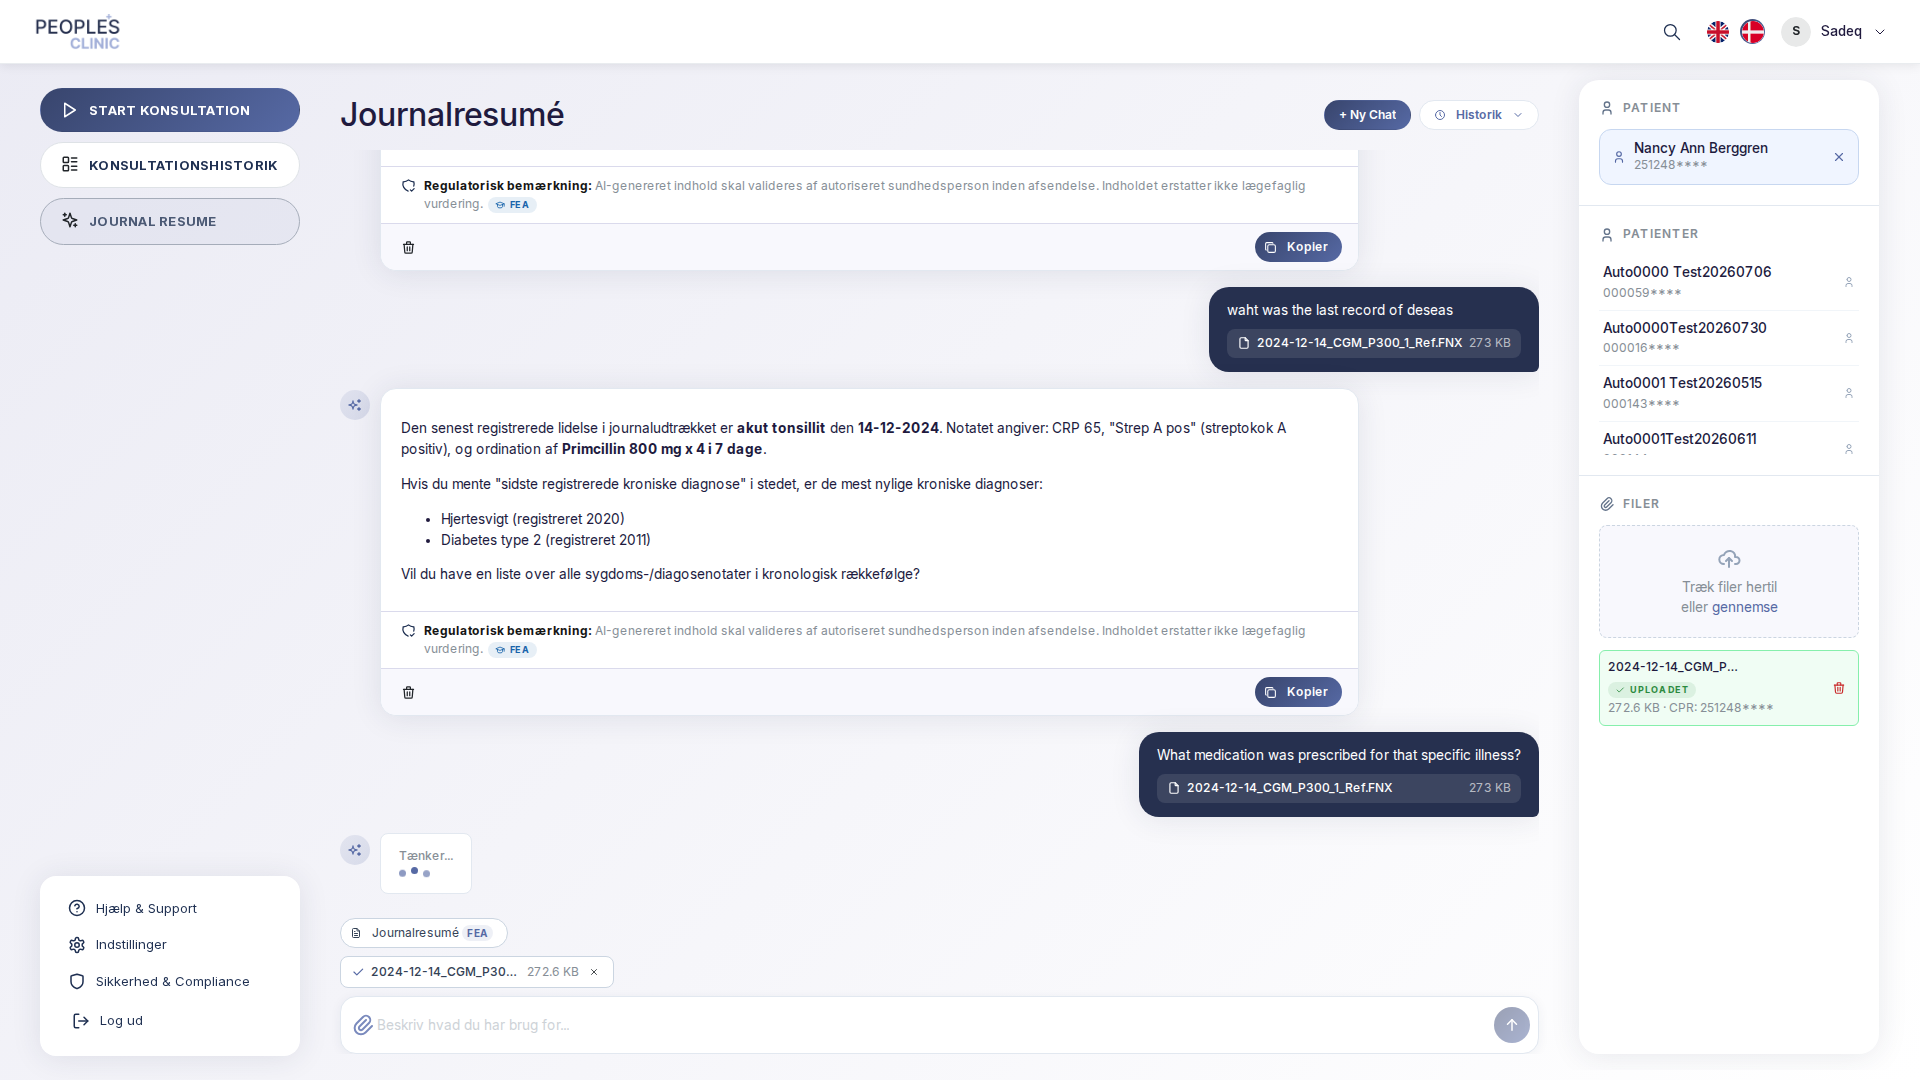 PEOPLE'S
CLINIC
S
Sadeq
START KONSULTATION
KONSULTATIONSHISTORIK
JOURNAL RESUME
Journalresumé
+ Ny Chat
Historik
Regulatorisk bemærkning: AI-genereret indhold skal valideres af autoriseret sundhedsperson inden afsendelse. Indholdet erstatter ikke lægefaglig
vurdering. FEA
Kopier
waht was the last record of deseas
2024-12-14_CGM_P300_1_Ref.FNX 273 KB
Den senest registrerede lidelse i journaludtrækket er akut tonsillit den 14-12-2024. Notatet angiver: CRP 65, "Strep A pos" (streptokok A
positiv), og ordination af Primcillin 800 mg x 4 i 7 dage.
Hvis du mente "sidste registrerede kroniske diagnose" i stedet, er de mest nylige kroniske diagnoser:
• Hjertesvigt (registreret 2020)
• Diabetes type 2 (registreret 2011)
Vil du have en liste over alle sygdoms-/diagosenotater i kronologisk rækkefølge?
Regulatorisk bemærkning: AI-genereret indhold skal valideres af autoriseret sundhedsperson inden afsendelse. Indholdet erstatter ikke lægefaglig
vurdering. FEA
Kopier
What medication was prescribed for that specific illness?
2024-12-14_CGM_P300_1_Ref.FNX 273 KB
Tænker...
Journalresumé FEA
2024-12-14_CGM_P30... 272.6 KB
Beskriv hvad du har brug for...
Hjælp & Support
Indstillinger
Sikkerhed & Compliance
Log ud
PATIENT
Nancy Ann Berggren
251248****
PATIENTER
Auto0000 Test20260706
000059****
Auto0000Test20260730
000016****
Auto0001 Test20260515
000143****
Auto0001Test20260611
FILER
Træk filer hertil
eller gennemse
2024-12-14_CGM_P...
UPLOADET
272.6 KB · CPR: 251248****